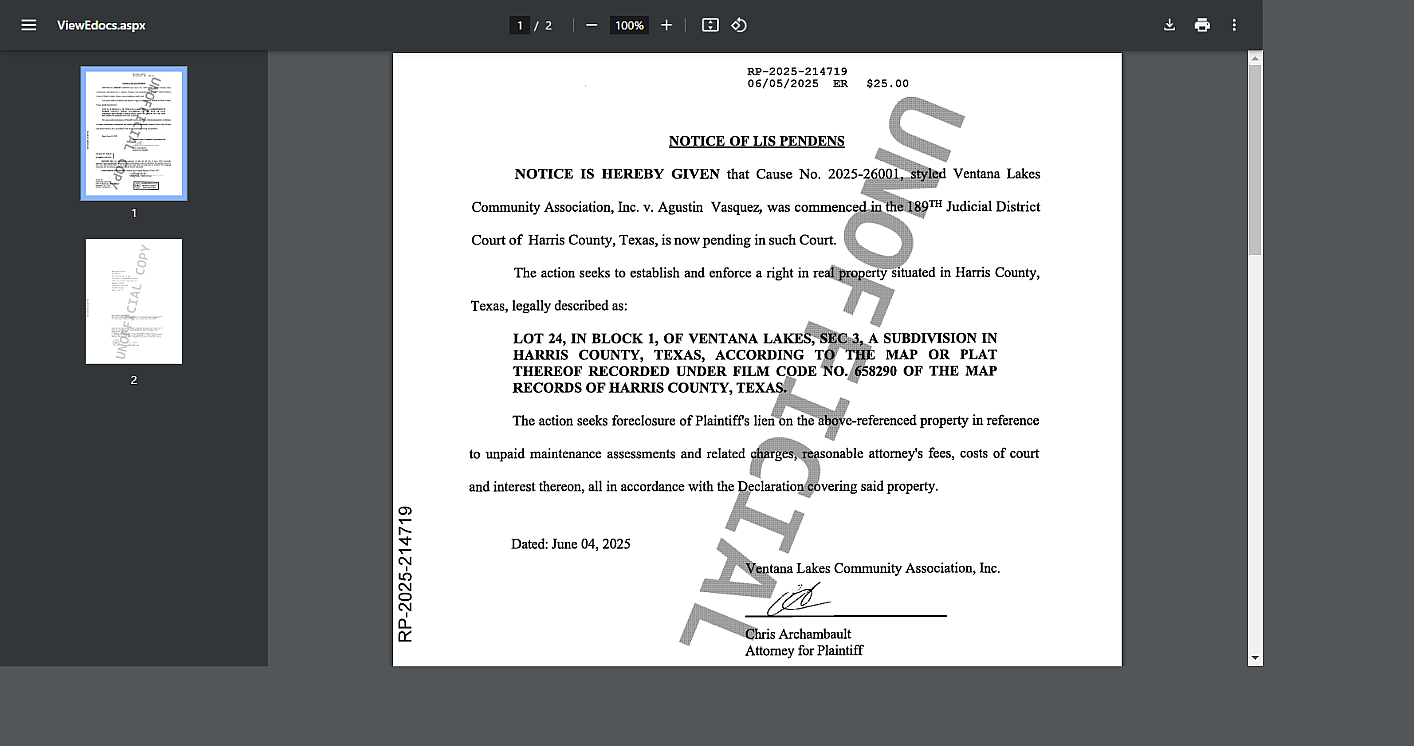 ViewEdocs.aspx
1 / 2
100%
1
2
RP-2025-214719
06/05/2025 ER $25.00
NOTICE OF LIS PENDENS
NOTICE IS HEREBY GIVEN that Cause No. 2025-26001, styled Ventana Lakes
Community Association, Inc. v. Agustin Vasquez, was commenced in the 189TH Judicial District
Court of Harris County, Texas, is now pending in such Court.
The action seeks to establish and enforce a right in real property situated in Harris County,
Texas, legally described as:
LOT 24, IN BLOCK 1, OF VENTANA LAKES, SEC 3, A SUBDIVISION IN
HARRIS COUNTY, TEXAS, ACCORDING TO THE MAP OR PLAT
THEREOF RECORDED UNDER FILM CODE NO. 658290 OF THE MAP
RECORDS OF HARRIS COUNTY, TEXAS.
The action seeks foreclosure of Plaintiff's lien on the above-referenced property in reference
to unpaid maintenance assessments and related charges, reasonable attorney's fees, costs of court
and interest thereon, all in accordance with the Declaration covering said property.
Dated: June 04, 2025
Ventana Lakes Community Association, Inc.
Chris Archambault
Attorney for Plaintiff
RP-2025-214719
UNOFFICIAL
UNOFFICIAL COPY
UNOFFICIAL COPY